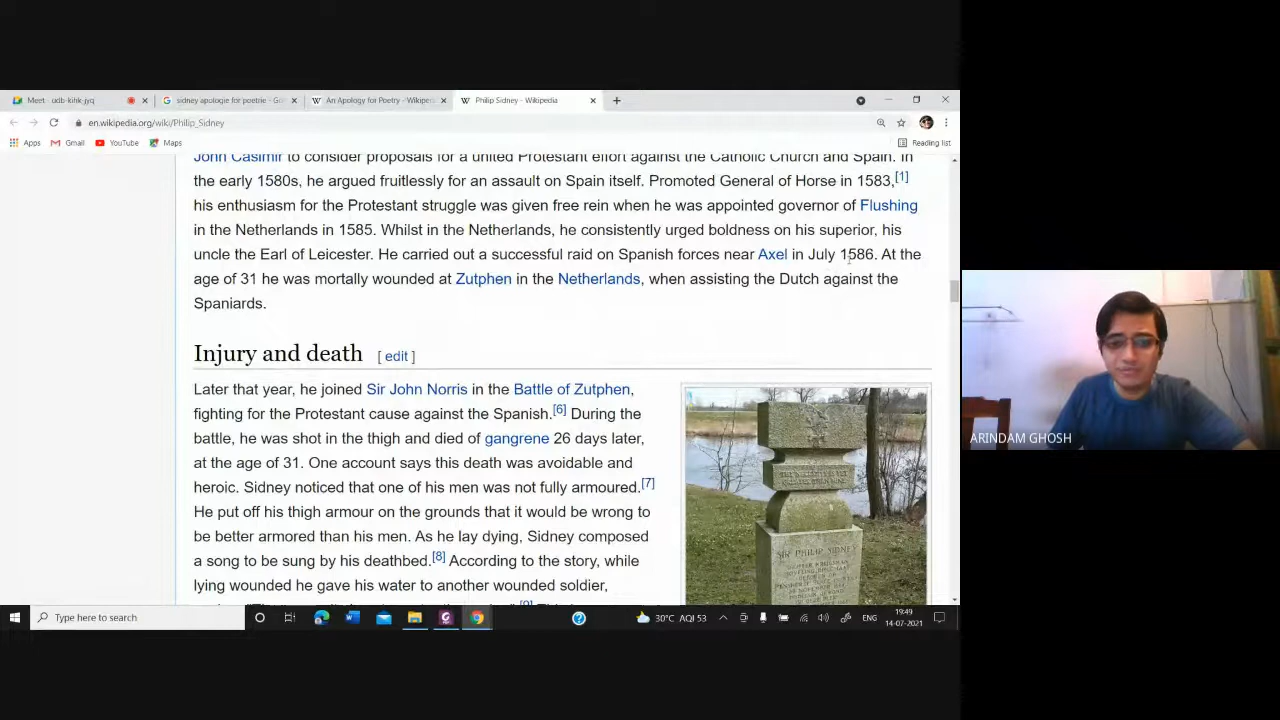 Meet - udb-kihk-jyq
sidney apologie for poetrie - Go
An Apology for Poetry - Wikipe
Philip Sidney - Wikipedia
en.wikipedia.org/wiki/Philip_Sidney
Apps Gmail YouTube Maps Reading list
John Casimir to consider proposals for a united Protestant effort against the Catholic Church and Spain. In
the early 1580s, he argued fruitlessly for an assault on Spain itself. Promoted General of Horse in 1583,[1]
his enthusiasm for the Protestant struggle was given free rein when he was appointed governor of Flushing
in the Netherlands in 1585. Whilst in the Netherlands, he consistently urged boldness on his superior, his
uncle the Earl of Leicester. He carried out a successful raid on Spanish forces near Axel in July 1586. At the
age of 31 he was mortally wounded at Zutphen in the Netherlands, when assisting the Dutch against the
Spaniards.
Injury and death [ edit ]
Later that year, he joined Sir John Norris in the Battle of Zutphen,
fighting for the Protestant cause against the Spanish.[6] During the
battle, he was shot in the thigh and died of gangrene 26 days later,
at the age of 31. One account says this death was avoidable and
heroic. Sidney noticed that one of his men was not fully armoured.[7]
He put off his thigh armour on the grounds that it would be wrong to
be better armored than his men. As he lay dying, Sidney composed
a song to be sung by his deathbed.[8] According to the story, while
lying wounded he gave his water to another wounded soldier,
SIR PHILIP SIDNEY
ARINDAM GHOSH
Type here to search
30°C AQI 53
ENG
19:49
14-07-2021